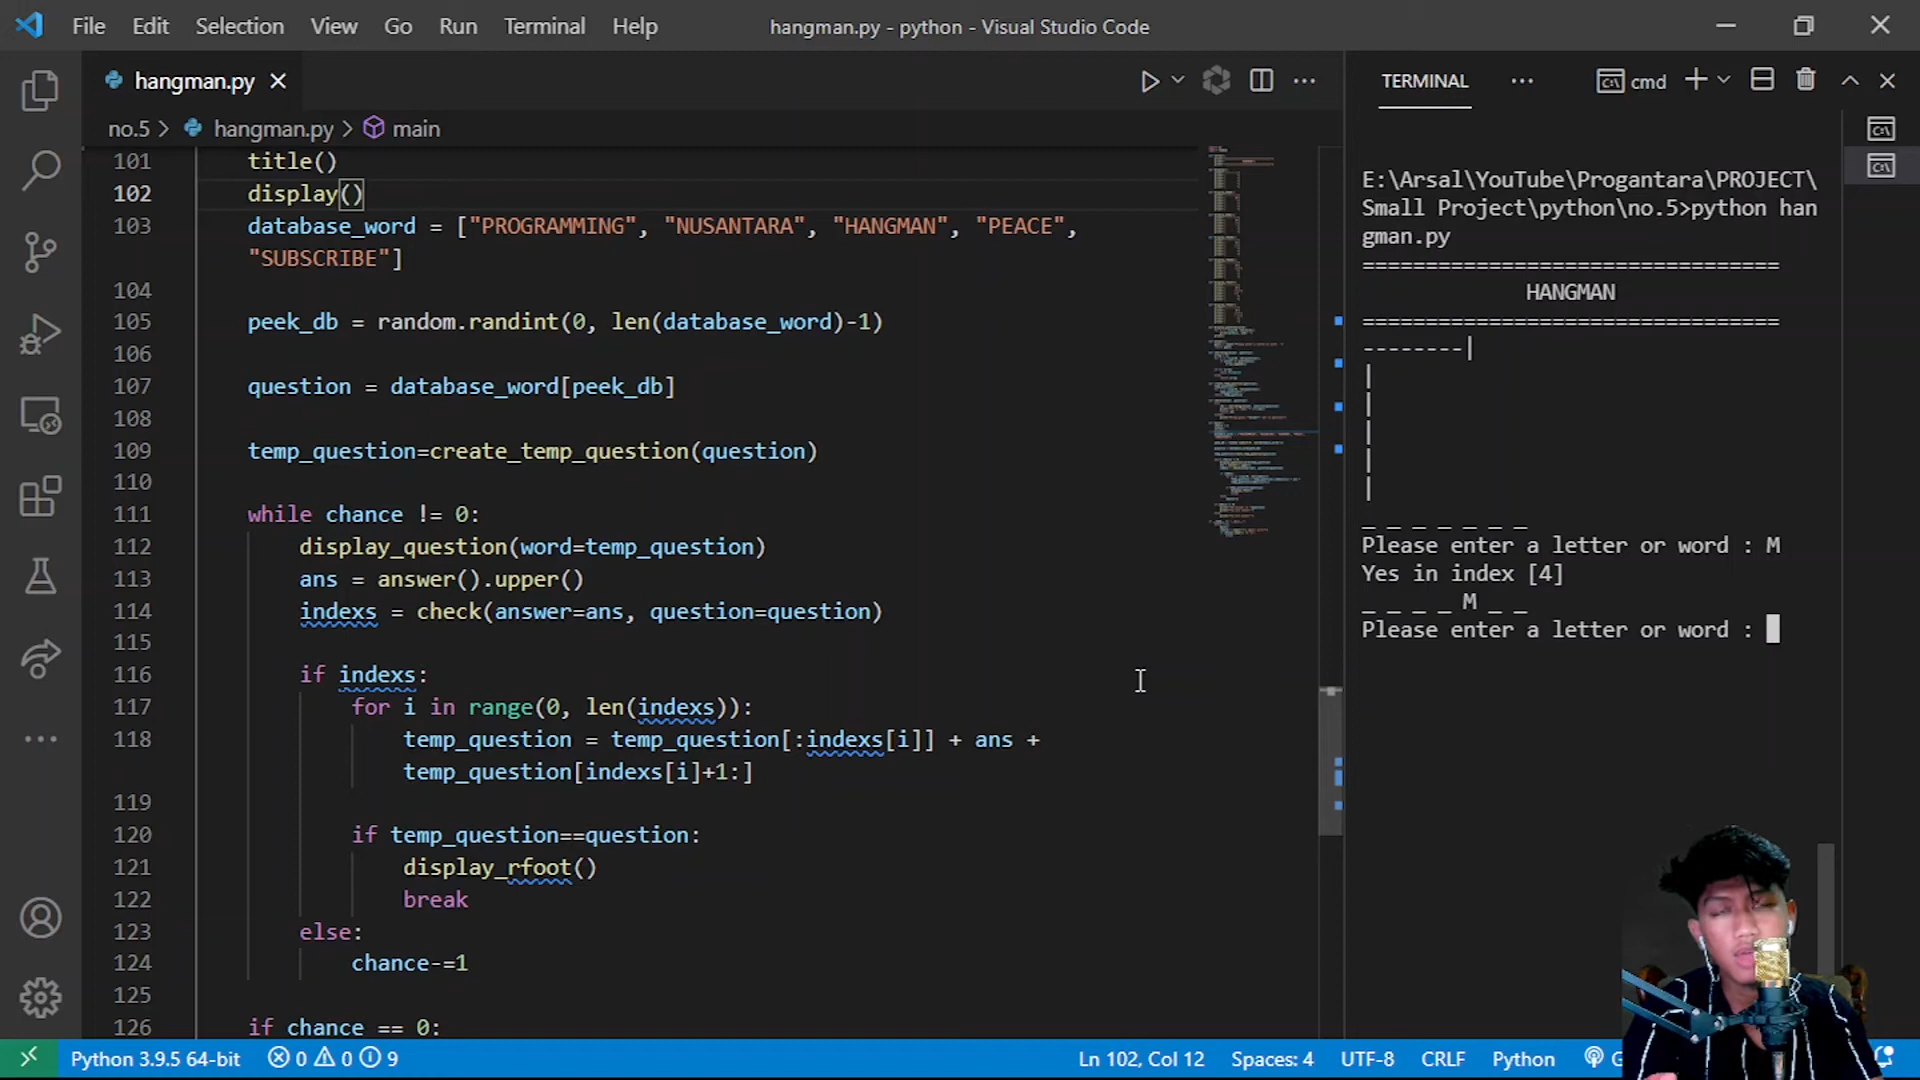 File Edit Selection View Go Run Terminal Help hangman.py - python - Visual Studio Code
hangman.py
no.5 > hangman.py > main
101 title()
102 display()
103 database_word = ["PROGRAMMING", "NUSANTARA", "HANGMAN", "PEACE",
"SUBSCRIBE"]
104
105 peek_db = random.randint(0, len(database_word)-1)
106
107 question = database_word[peek_db]
108
109 temp_question=create_temp_question(question)
110
111 while chance != 0:
112 display_question(word=temp_question)
113 ans = answer().upper()
114 indexs = check(answer=ans, question=question)
115
116 if indexs:
117 for i in range(0, len(indexs)):
118 temp_question = temp_question[:indexs[i]] + ans +
temp_question[indexs[i]+1:]
119
120 if temp_question==question:
121 display_rfoot()
122 break
123 else:
124 chance-=1
125
126 if chance == 0:
TERMINAL cmd
E:\Arsal\YouTube\Progantara\PROJECT\
Small Project\python\no.5>python han
gman.py
=================================
HANGMAN
=================================
--------|
|
|
|
|
|
_ _ _ _ _ _ _
Please enter a letter or word : M
Yes in index [4]
_ _ _ _ M _ _
Please enter a letter or word :
Python 3.9.5 64-bit 0 0 9 Ln 102, Col 12 Spaces: 4 UTF-8 CRLF Python